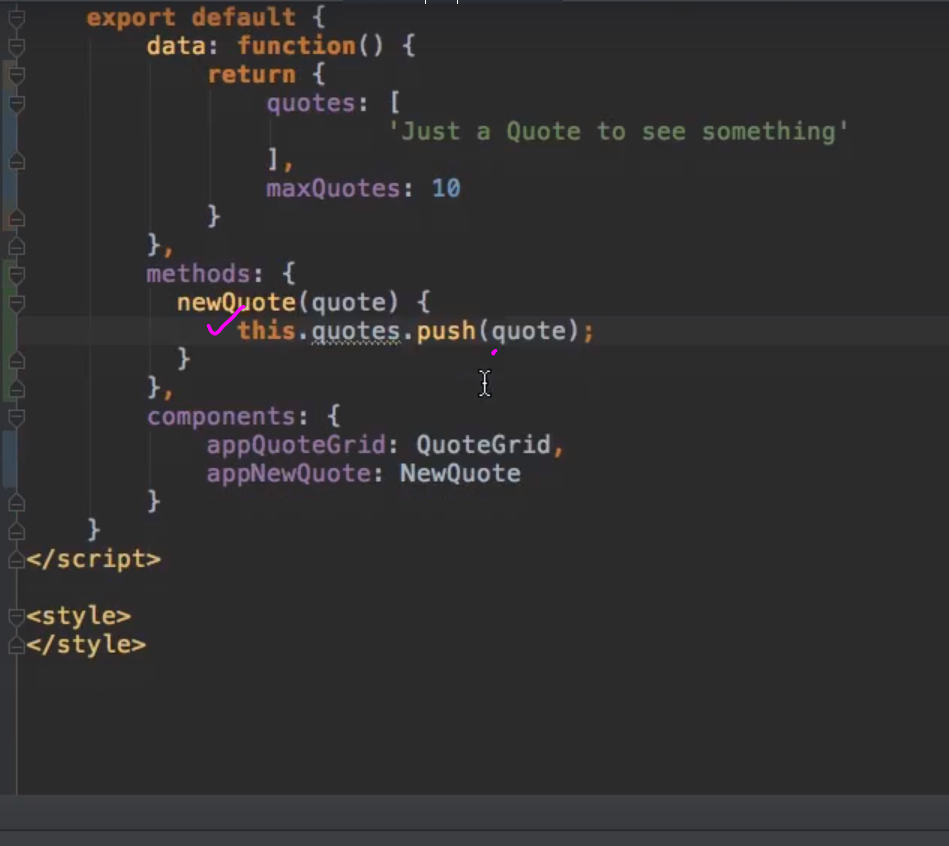 export default {
data: function() {
return {
quotes: [
'Just a Quote to see something'
],
maxQuotes: 10
}
},
methods: {
newQuote(quote) {
this.quotes.push(quote);
}
},
components: {
appQuoteGrid: QuoteGrid,
appNewQuote: NewQuote
}
}
</script>
<style>
</style>